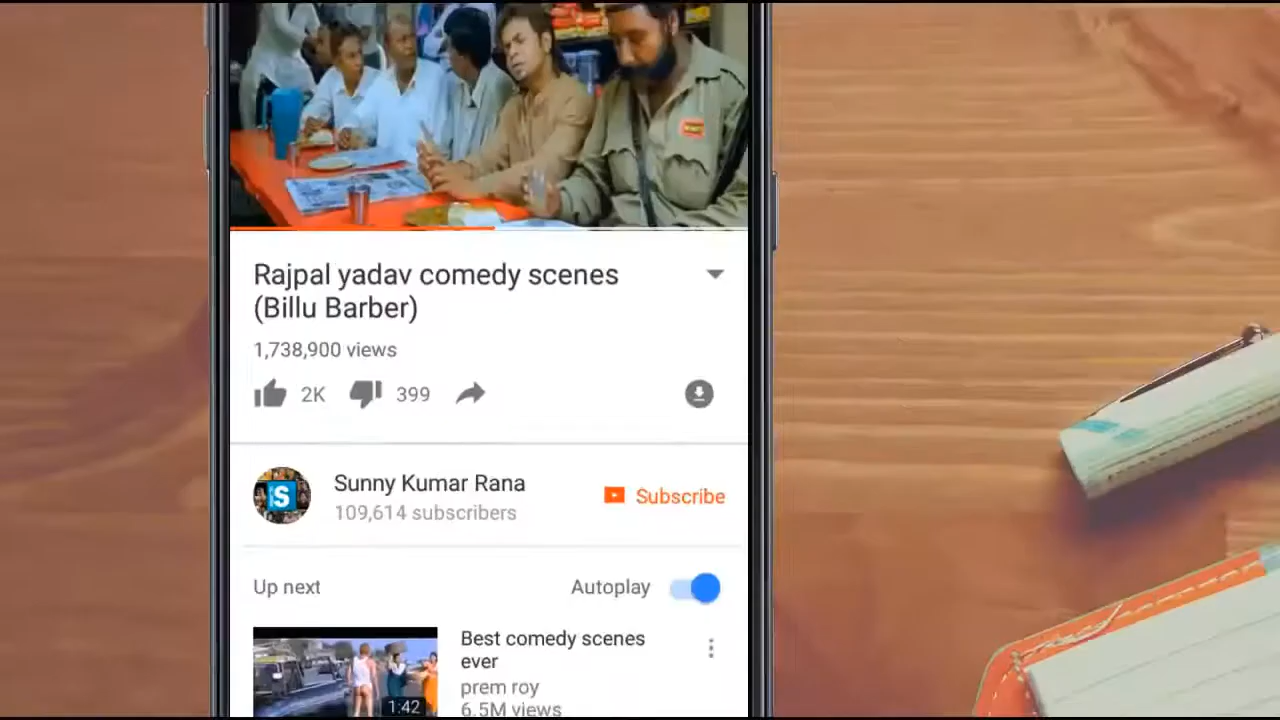 Rajpal yadav comedy scenes
(Billu Barber)
1,738,900 views
2K 399
S
Sunny Kumar Rana Subscribe
109,614 subscribers
Up next Autoplay
Best comedy scenes
ever
prem roy
1:42
6.5M views